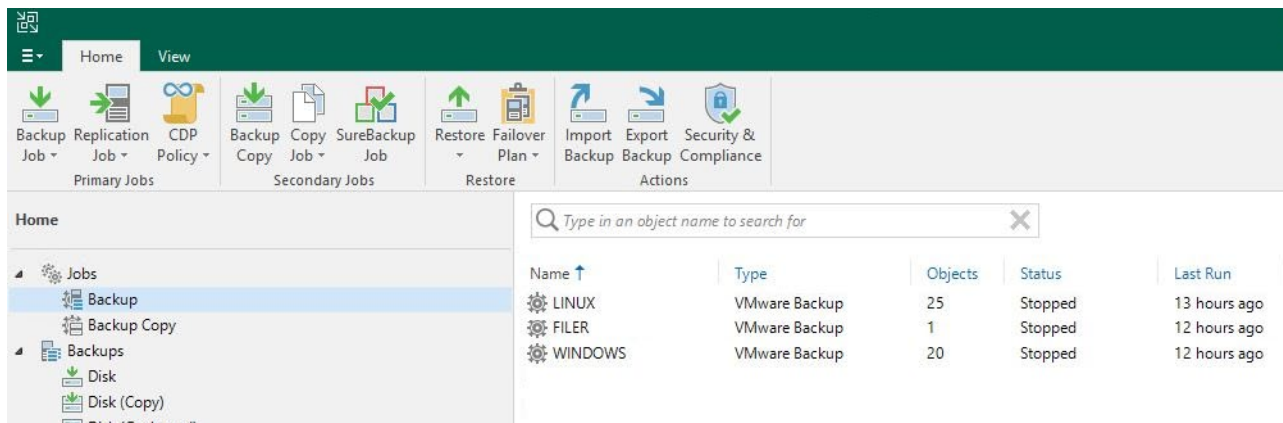 Home View
Backup Replication CDP Backup Copy SureBackup Restore Failover Import Export Security &
Job Job Policy Copy Job Job Plan Backup Backup Compliance
Primary Jobs Secondary Jobs Restore Actions
Home
Type in an object name to search for
Jobs
Backup
Backup Copy
Backups
Disk
Disk (Copy)
Name Type Objects Status Last Run
LINUX VMware Backup 25 Stopped 13 hours ago
FILER VMware Backup 1 Stopped 12 hours ago
WINDOWS VMware Backup 20 Stopped 12 hours ago